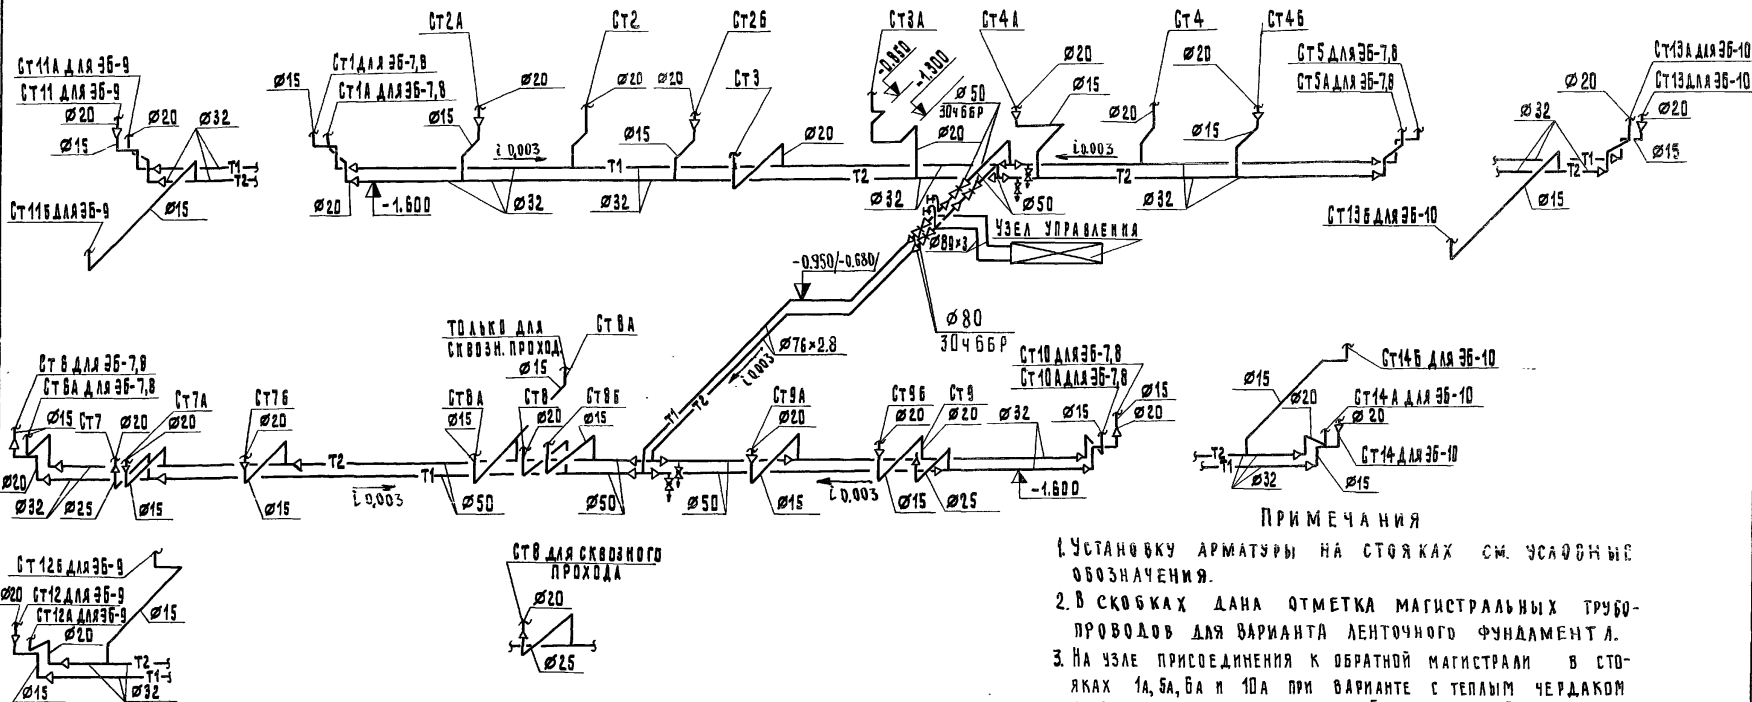 Ст11А ДЛЯ ЭБ-9
Ст11 ДЛЯ ЭБ-9
ø20
ø20
ø32
ø15
Т1
Т2
ø15
Ст11Б ДЛЯ ЭБ-9
Ст2А
Ст2
Ст2Б
Ст3А
Ст4А
Ст4
Ст4Б
ø15
Ст1 ДЛЯ ЭБ-7,8
Ст1А ДЛЯ ЭБ-7,8
ø20
ø20
ø20
Ст3
-0.850
-1.300
ø50
30ч6БР
ø20
ø15
ø20
Ст5 ДЛЯ ЭБ-7,8
Ст5А ДЛЯ ЭБ-7,8
ø15
ø15
ø20
ø20
ø20
ø15
i 0,003
Т1
i 0.003
Т2
Т2
ø20
-1.600
ø32
ø32
ø32
ø50
ø32
Ст13А ДЛЯ ЭБ-10
Ст13 ДЛЯ ЭБ-10
ø20
ø20
ø32
Т1
Т2
ø15
ø15
Ст13Б ДЛЯ ЭБ-10
ø89×3
УЗЕЛ УПРАВЛЕНИЯ
-0.950/-0.680/
ø80
30ч6БР
ø76×2.8
i 0,003
Т1
Т2
ТОЛЬКО ДЛЯ
СКВОЗН. ПРОХОД.
Ст8А
ø15
Ст6 ДЛЯ ЭБ-7,8
Ст6А ДЛЯ ЭБ-7,8
ø15
Ст7
ø20
Ст7А
ø20
Ст7Б
ø20
Ст8А
ø15
Ст8
ø20
Ст8Б
ø15
ø15
Ст9А
ø20
Ст9Б
ø20
Ст9
ø20
ø32
Ст10 ДЛЯ ЭБ-7,8
Ст10А ДЛЯ ЭБ-7,8
ø15
ø15
ø20
Т2
Т1
ø20
ø32
ø25
ø15
ø15
i 0,003
ø50
ø50
ø50
ø15
i 0,003
ø15
ø25
-1.600
Ст14Б ДЛЯ ЭБ-10
ø15
ø20
Ст14А ДЛЯ ЭБ-10
ø20
Ст14 ДЛЯ ЭБ-10
Т2
Т1
ø32
ø15
Ст12Б ДЛЯ ЭБ-9
ø20
Ст12 ДЛЯ ЭБ-9
Ст12А ДЛЯ ЭБ-9
ø20
ø15
Т2
Т1
ø15
ø32
Ст8 ДЛЯ СКВОЗНОГО
ПРОХОДА
ø20
ø25
ПРИМЕЧАНИЯ
1. УСТАНОВКУ АРМАТУРЫ НА СТОЯКАХ СМ. УСЛОВНЫЕ
ОБОЗНАЧЕНИЯ.
2. В СКОБКАХ ДАНА ОТМЕТКА МАГИСТРАЛЬНЫХ ТРУБО-
ПРОВОДОВ ДЛЯ ВАРИАНТА ЛЕНТОЧНОГО ФУНДАМЕНТА.
3. НА УЗЛЕ ПРИСОЕДИНЕНИЯ К ОБРАТНОЙ МАГИСТРАЛИ В СТО-
ЯКАХ 1А, 5А, 6А И 10А ПРИ ВАРИАНТЕ С ТЕПЛЫМ ЧЕРДАКОМ